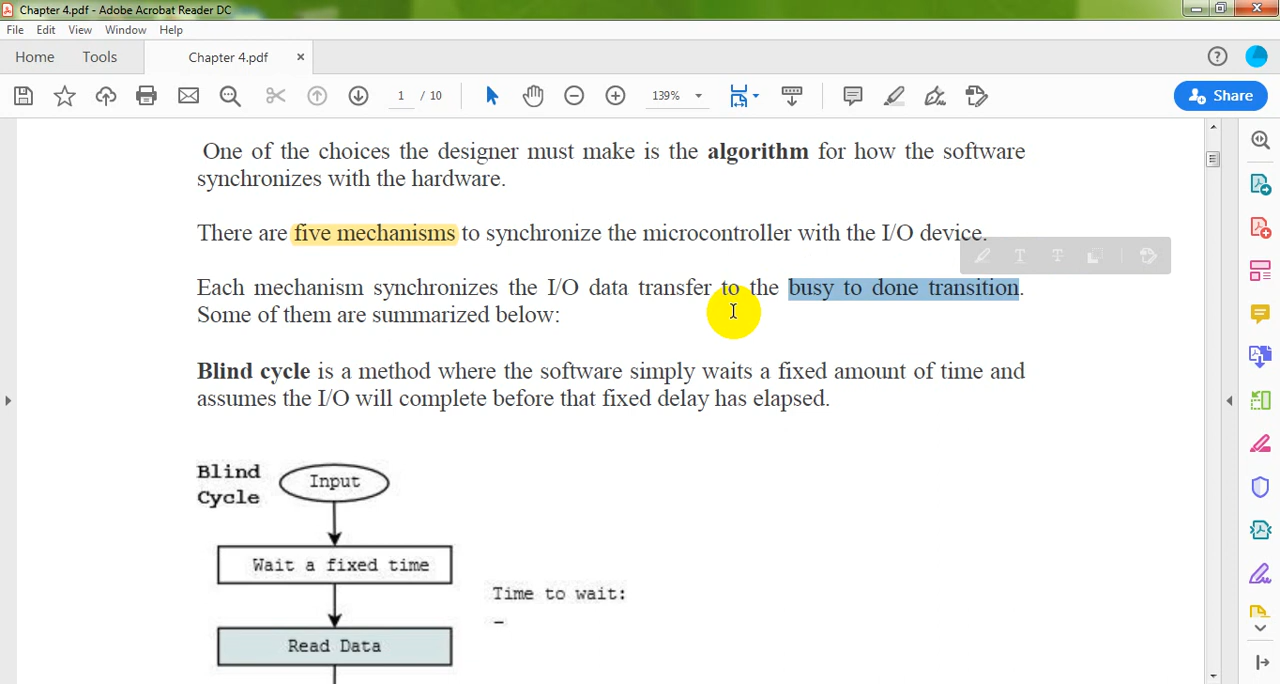 Chapter 4.pdf - Adobe Acrobat Reader DC
File Edit View Window Help
Home Tools Chapter 4.pdf ×
1 / 10 139% Share
One of the choices the designer must make is the algorithm for how the software
synchronizes with the hardware.
There are five mechanisms to synchronize the microcontroller with the I/O device.
Each mechanism synchronizes the I/O data transfer to the busy to done transition.
Some of them are summarized below:
Blind cycle is a method where the software simply waits a fixed amount of time and
assumes the I/O will complete before that fixed delay has elapsed.
Blind
Cycle
Input
Wait a fixed time
Time to wait:
–
Read Data